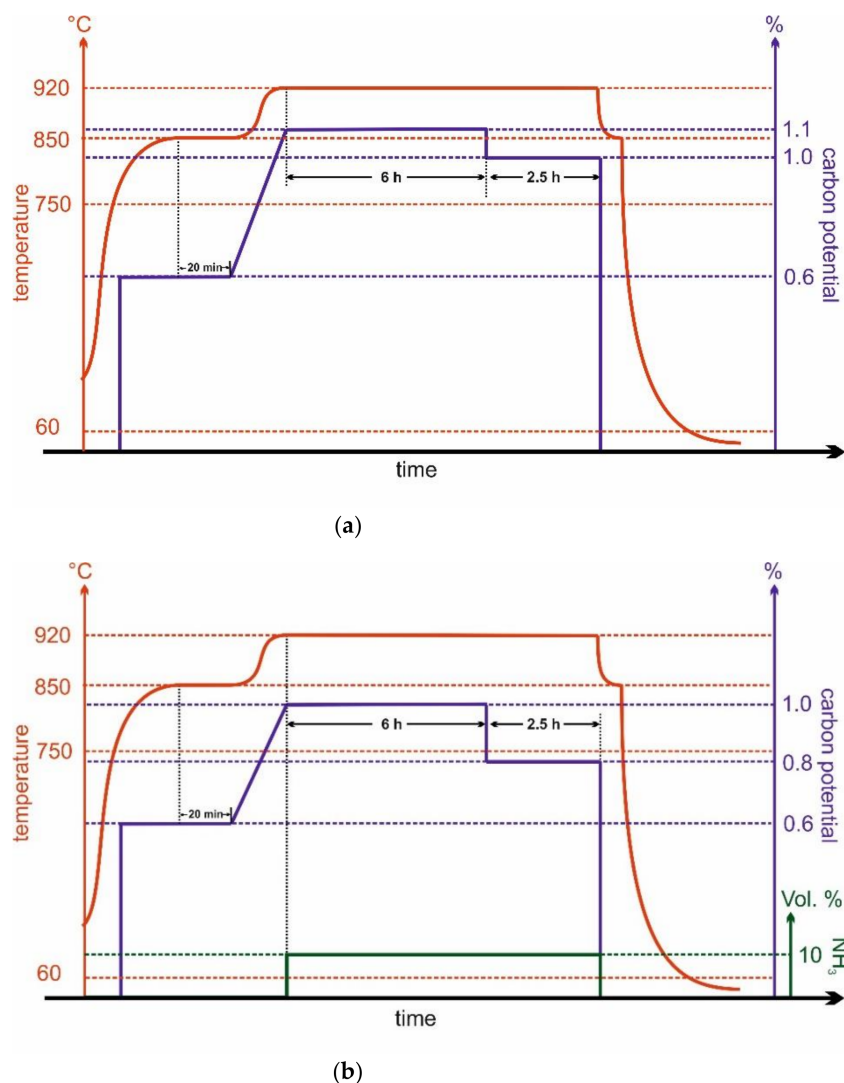 °C
%
920
850
750
60
temperature
1.1
1.0
0.6
carbon potential
6 h
2.5 h
20 min
time
(a)
°C
%
920
850
750
60
temperature
1.0
0.8
0.6
carbon potential
6 h
2.5 h
20 min
Vol. %
10
NH3
time
(b)